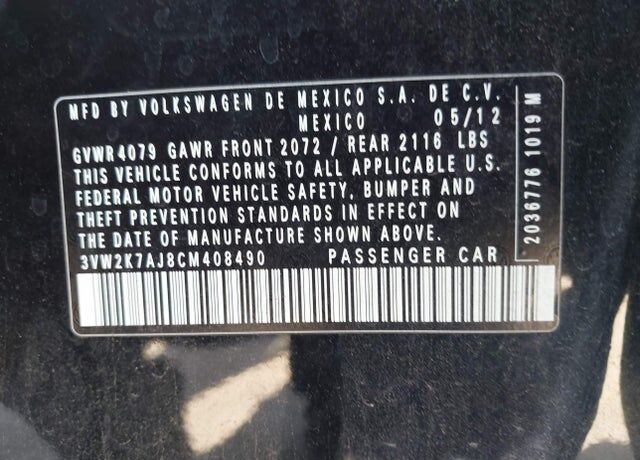 MFD BY VOLKSWAGEN DE MEXICO S.A. DE C.V.
MEXICO 05/12
GVWR4079 GAWR FRONT 2072 / REAR 2116 LBS
THIS VEHICLE CONFORMS TO ALL APPLICABLE U.S.
FEDERAL MOTOR VEHICLE SAFETY, BUMPER AND
THEFT PREVENTION STANDARDS IN EFFECT ON
THE DATE OF MANUFACTURE SHOWN ABOVE.
3VW2K7AJ8CM408490 PASSENGER CAR
2036776 1019 M